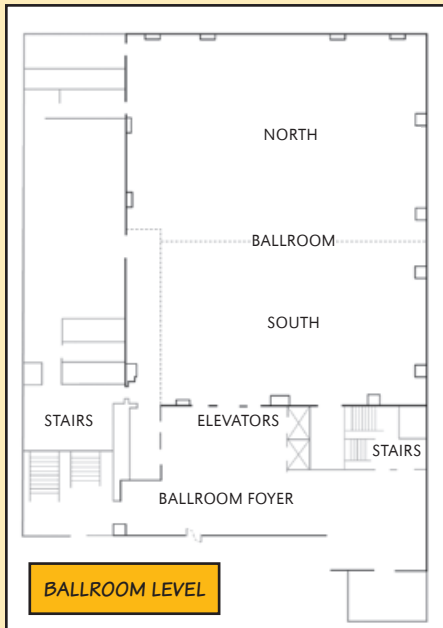 NORTH
BALLROOM
SOUTH
STAIRS
ELEVATORS
STAIRS
BALLROOM FOYER
BALLROOM LEVEL